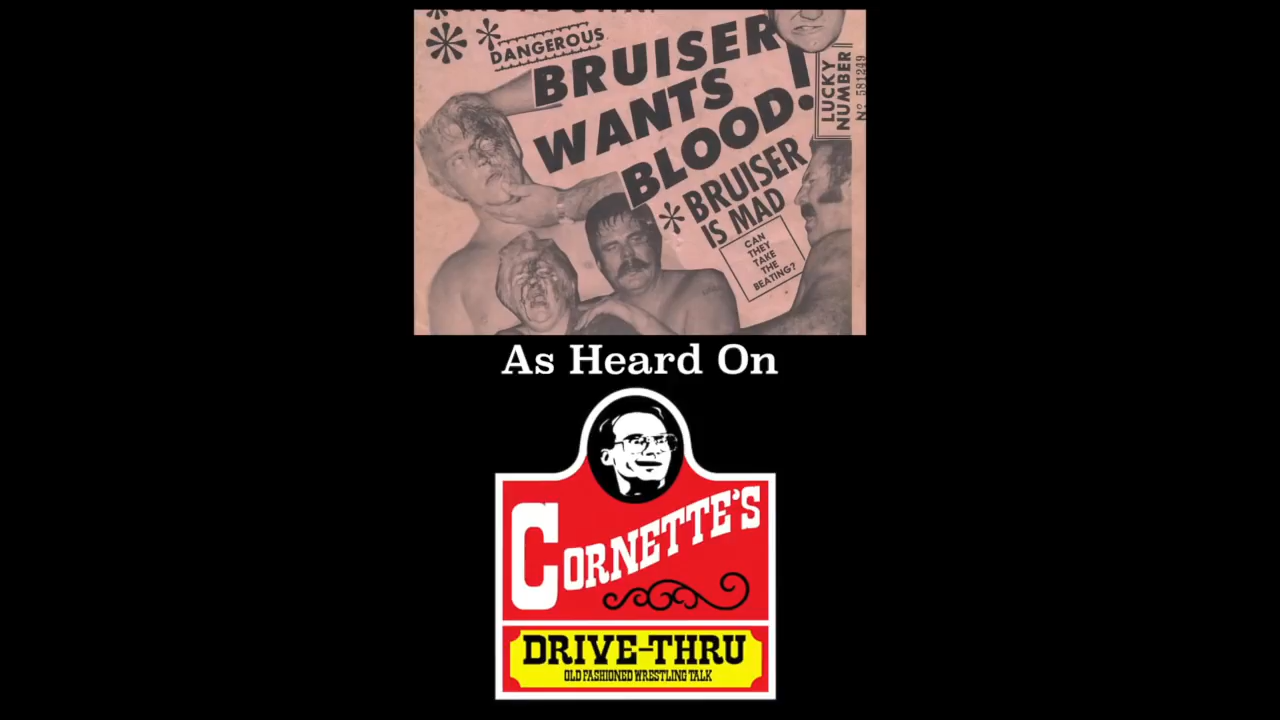 DANGEROUS
BRUISER
WANTS
BLOOD!
LUCKY
NUMBER
Nº 581249
*BRUISER
IS MAD
CAN
THEY
TAKE
THE
BEATING?
As Heard On
CORNETTE'S
DRIVE-THRU
OLD FASHIONED WRESTLING TALK